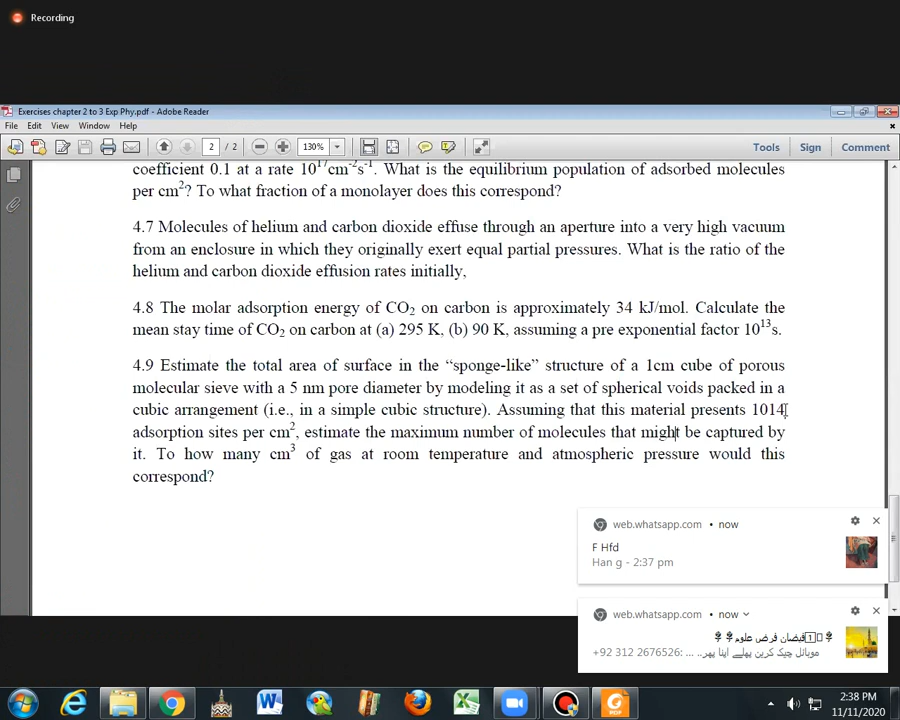 Recording
Exercises chapter 2 to 3 Exp Phy.pdf - Adobe Reader
File Edit View Window Help
2 / 2 130% Tools Sign Comment
coefficient 0.1 at a rate 10¹⁷cm⁻²s⁻¹. What is the equilibrium population of adsorbed molecules
per cm²? To what fraction of a monolayer does this correspond?
4.7 Molecules of helium and carbon dioxide effuse through an aperture into a very high vacuum
from an enclosure in which they originally exert equal partial pressures. What is the ratio of the
helium and carbon dioxide effusion rates initially,
4.8 The molar adsorption energy of CO₂ on carbon is approximately 34 kJ/mol. Calculate the
mean stay time of CO₂ on carbon at (a) 295 K, (b) 90 K, assuming a pre exponential factor 10¹³s.
4.9 Estimate the total area of surface in the “sponge-like” structure of a 1cm cube of porous
molecular sieve with a 5 nm pore diameter by modeling it as a set of spherical voids packed in a
cubic arrangement (i.e., in a simple cubic structure). Assuming that this material presents 1014
adsorption sites per cm², estimate the maximum number of molecules that might be captured by
it. To how many cm³ of gas at room temperature and atmospheric pressure would this
correspond?
web.whatsapp.com • now
F Hfd
Han g - 2:37 pm
web.whatsapp.com • now
فیضان فرض علوم 1
+92 312 2676526: موبائل چیک کریں پھلے اپنا پھر.. ...
2:38 PM
11/11/2020